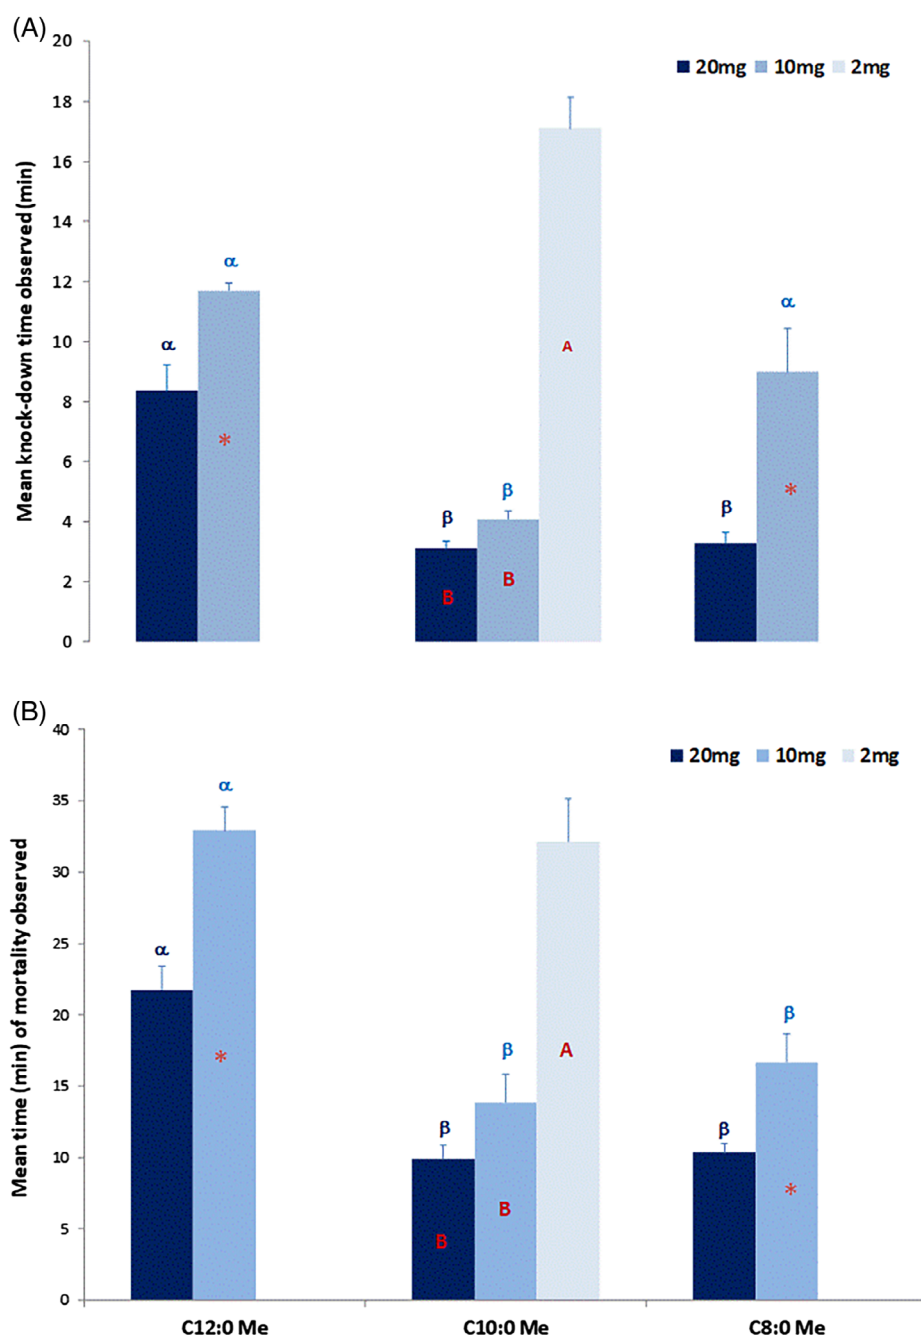 (A)
20
18
16
14
12
10
8
6
4
2
0
Mean knock-down time observed (min)
20mg 10mg 2mg
α
α
*
β
β
B
B
A
β
α
*
(B)
40
35
30
25
20
15
10
5
0
Mean time (min) of mortality observed
20mg 10mg 2mg
α
α
*
β
β
B
B
A
β
β
*
C12:0 Me C10:0 Me C8:0 Me